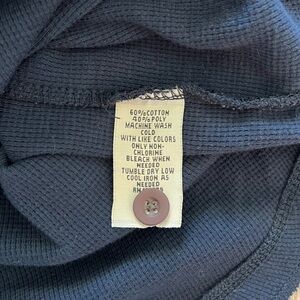 60%COTTON
40%POLY
MACHINE WASH
COLD
WITH LIKE COLORS
ONLY NON-
CHLORINE
BLEACH WHEN
NEEDED
TUMBLE DRY LOW
COOL IRON AS
NEEDED